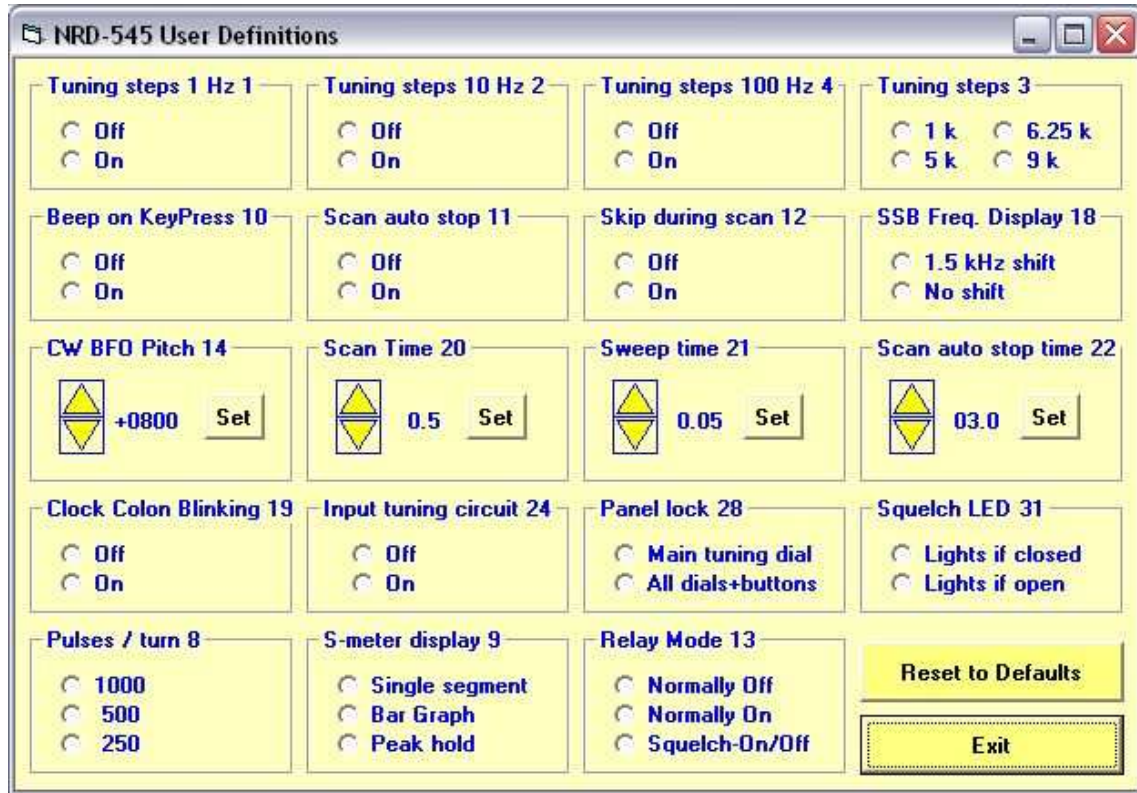 NRD-545 User Definitions
Tuning steps 1 Hz 1
Off
On
Tuning steps 10 Hz 2
Off
On
Tuning steps 100 Hz 4
Off
On
Tuning steps 3
1 k 6.25 k
5 k 9 k
Beep on KeyPress 10
Off
On
Scan auto stop 11
Off
On
Skip during scan 12
Off
On
SSB Freq. Display 18
1.5 kHz shift
No shift
CW BFO Pitch 14
+0800 Set
Scan Time 20
0.5 Set
Sweep time 21
0.05 Set
Scan auto stop time 22
03.0 Set
Clock Colon Blinking 19
Off
On
Input tuning circuit 24
Off
On
Panel lock 28
Main tuning dial
All dials+buttons
Squelch LED 31
Lights if closed
Lights if open
Pulses / turn 8
1000
500
250
S-meter display 9
Single segment
Bar Graph
Peak hold
Relay Mode 13
Normally Off
Normally On
Squelch-On/Off
Reset to Defaults
Exit